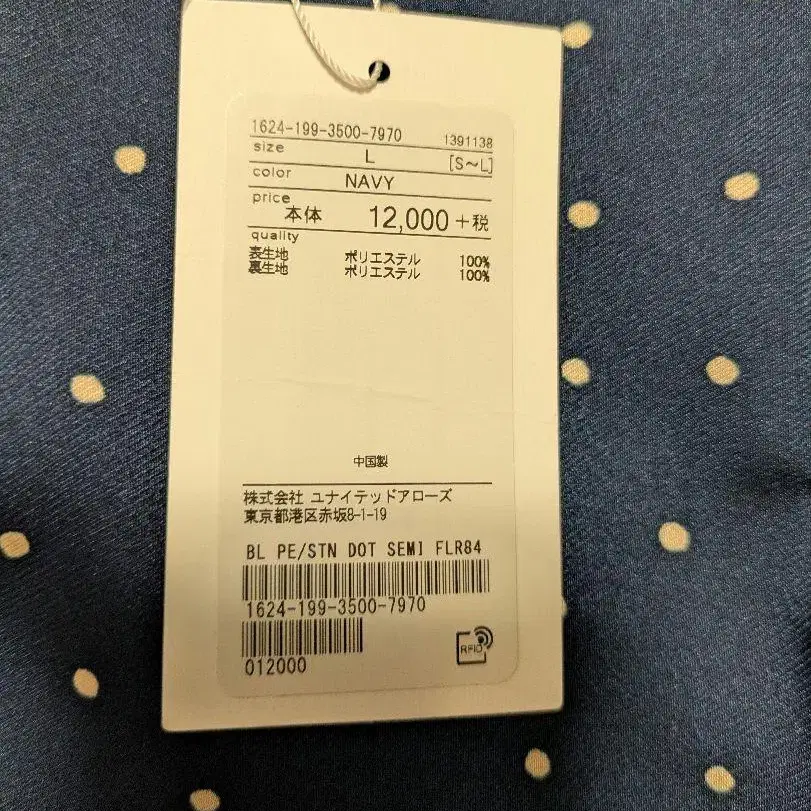 1624-199-3500-7970 1391138
size L [S~L]
color NAVY
price
本体 12,000+税
quality
表生地 ポリエステル 100%
裏生地 ポリエステル 100%
中国製
株式会社 ユナイテッドアローズ
東京都港区赤坂8-1-19
BL PE/STN DOT SEMI FLR84
1624-199-3500-7970
012000
RFID